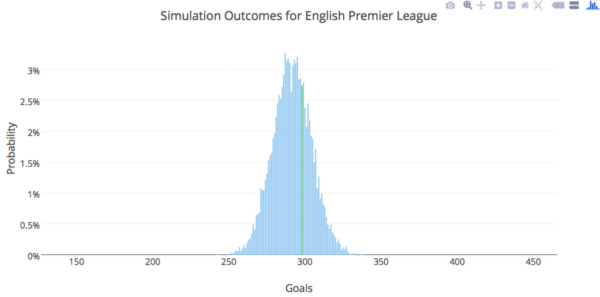 Simulation Outcomes for English Premier League
3%
2.5%
2%
1.5%
1%
0.5%
0%
Probability
150 200 250 300 350 400 450
Goals